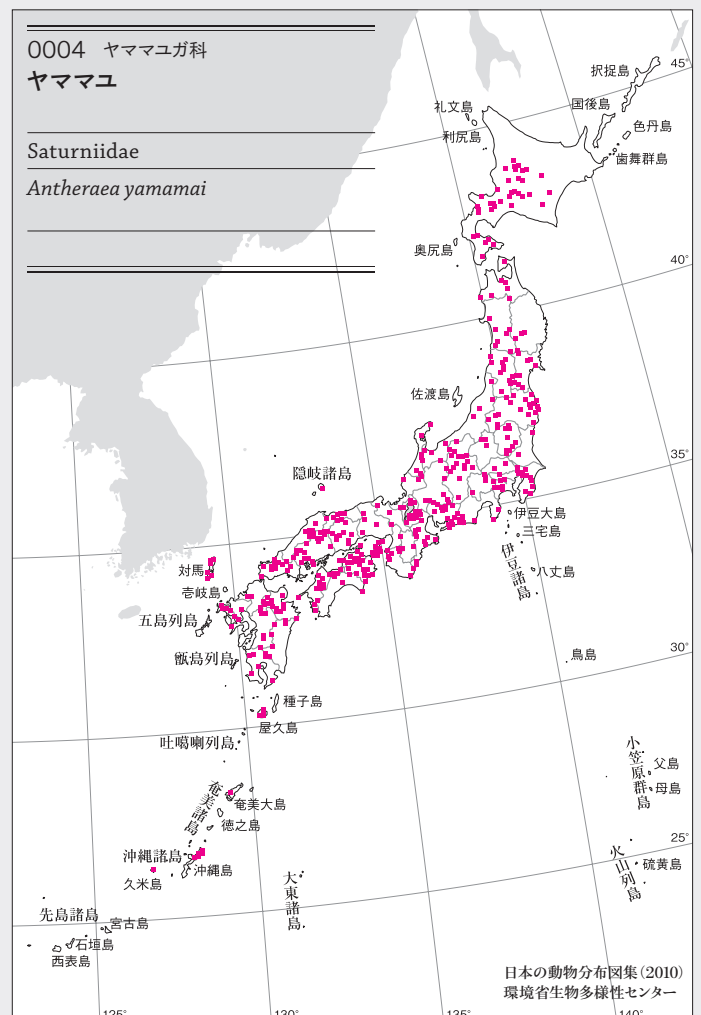 0004 ヤママユガ科
ヤママユ
Saturniidae
Antheraea yamamai
択捉島
45°
国後島
礼文島
色丹島
利尻島
歯舞群島
奥尻島
40°
佐渡島
35°
隠岐諸島
伊豆大島
三宅島
伊豆諸島
八丈島
対馬
壱岐島
五島列島
甑島列島
鳥島
30°
種子島
屋久島
吐噶喇列島
小笠原群島
父島
母島
奄美諸島
奄美大島
徳之島
25°
沖縄諸島
沖縄島
久米島
火山列島
硫黄島
大東諸島
先島諸島
宮古島
石垣島
西表島
日本の動物分布図集(2010)
環境省生物多様性センター
125°
130°
135°
140°